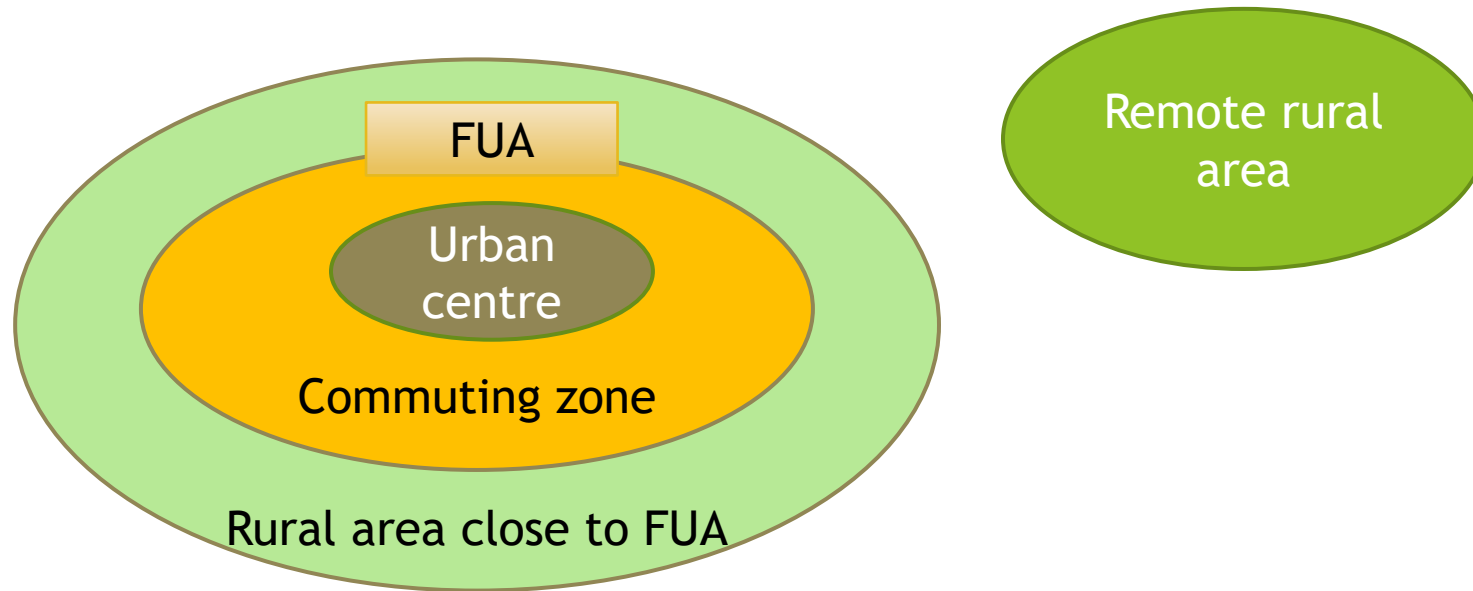 FUA
Urban
centre
Commuting zone
Rural area close to FUA
Remote rural
area